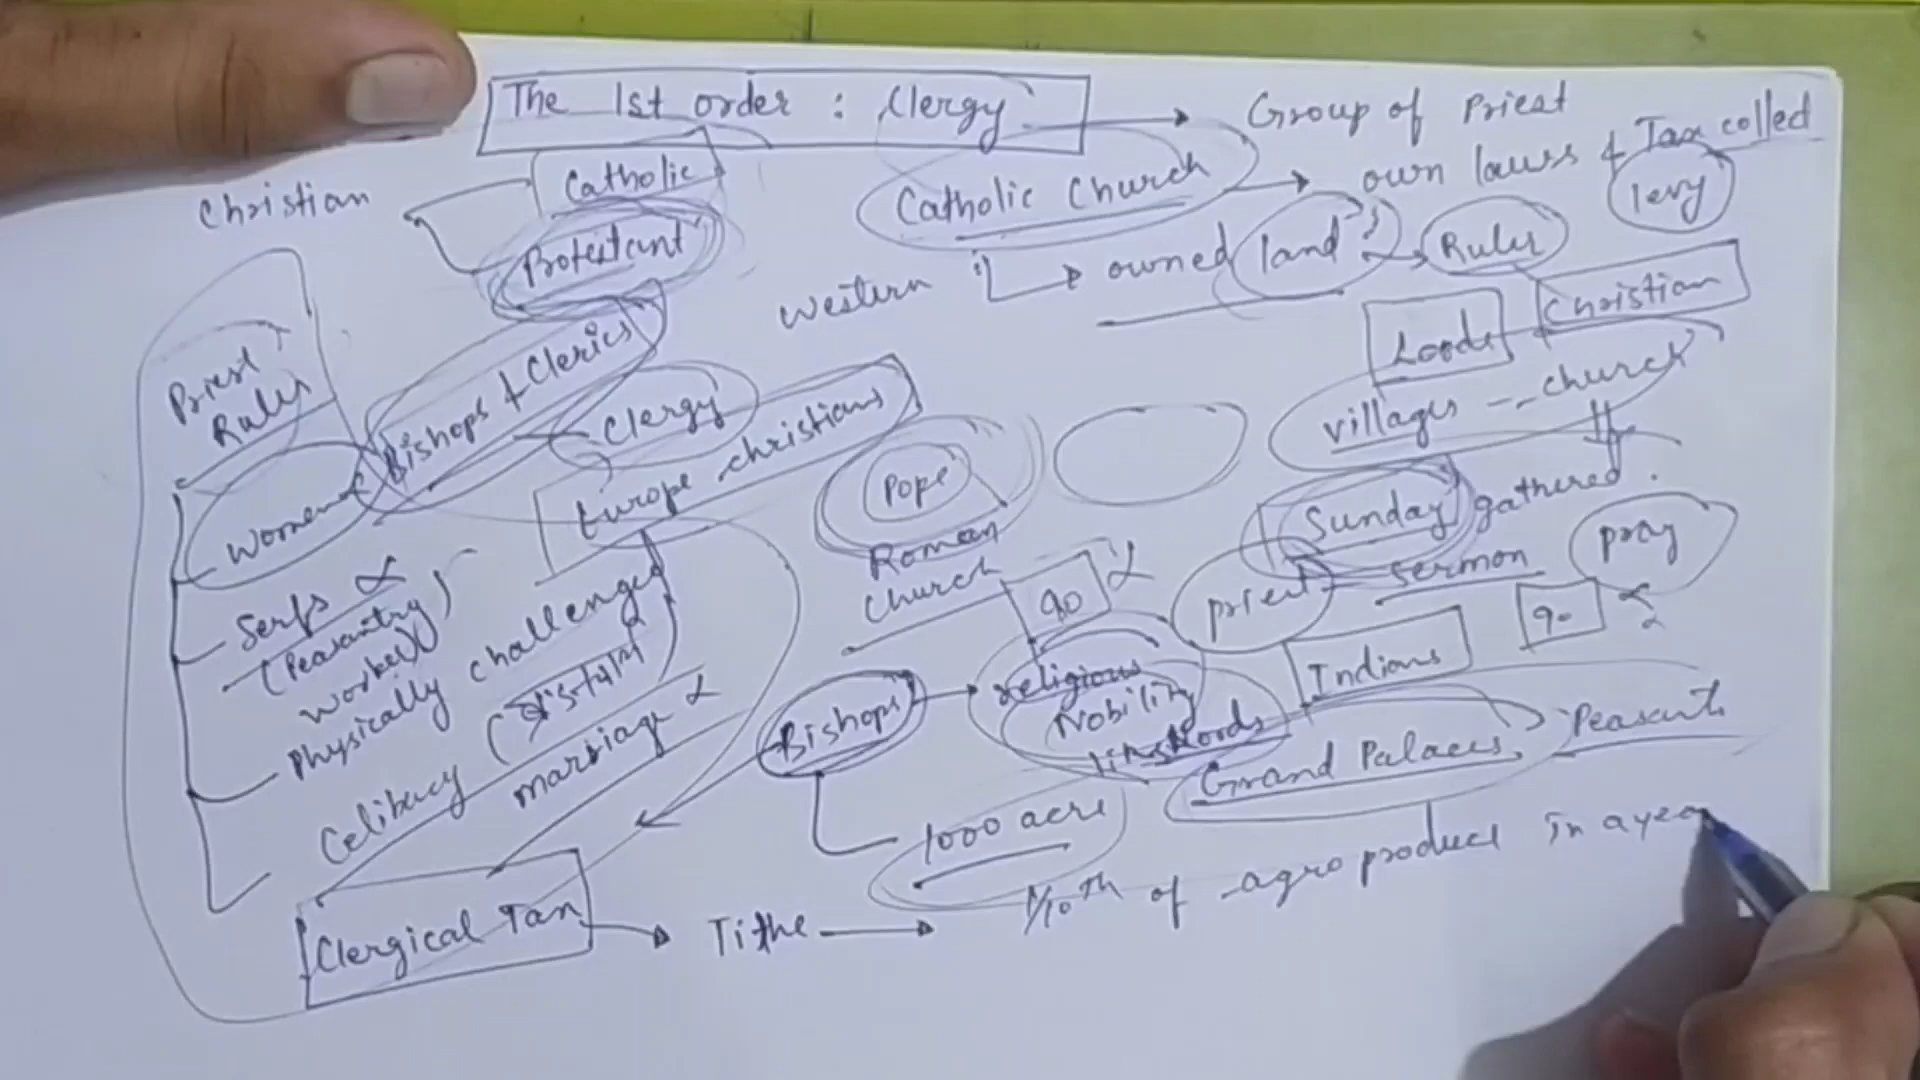 The 1st order : Clergy
Group of Priest
Catholic Church
own laws & Tax collect
levy
Christian
Catholic
Protestant
western
owned land
Ruler
Lords
Christian
villages -- church
Priest
Rules
Bishops & Clerics
Clergy
Europe christians
Pope
Roman
church
Sunday gathered.
priest
sermon
pray
Women
Serfs
(Peasantry
worker)
Physically challenged
Celibacy
marriage
90
90
Indians
Bishops
religious
Nobility
Lords
Grand Palaces,
Peasants
1000 acre
Clergical Tax
Tithe
1/10th of agro product in a year